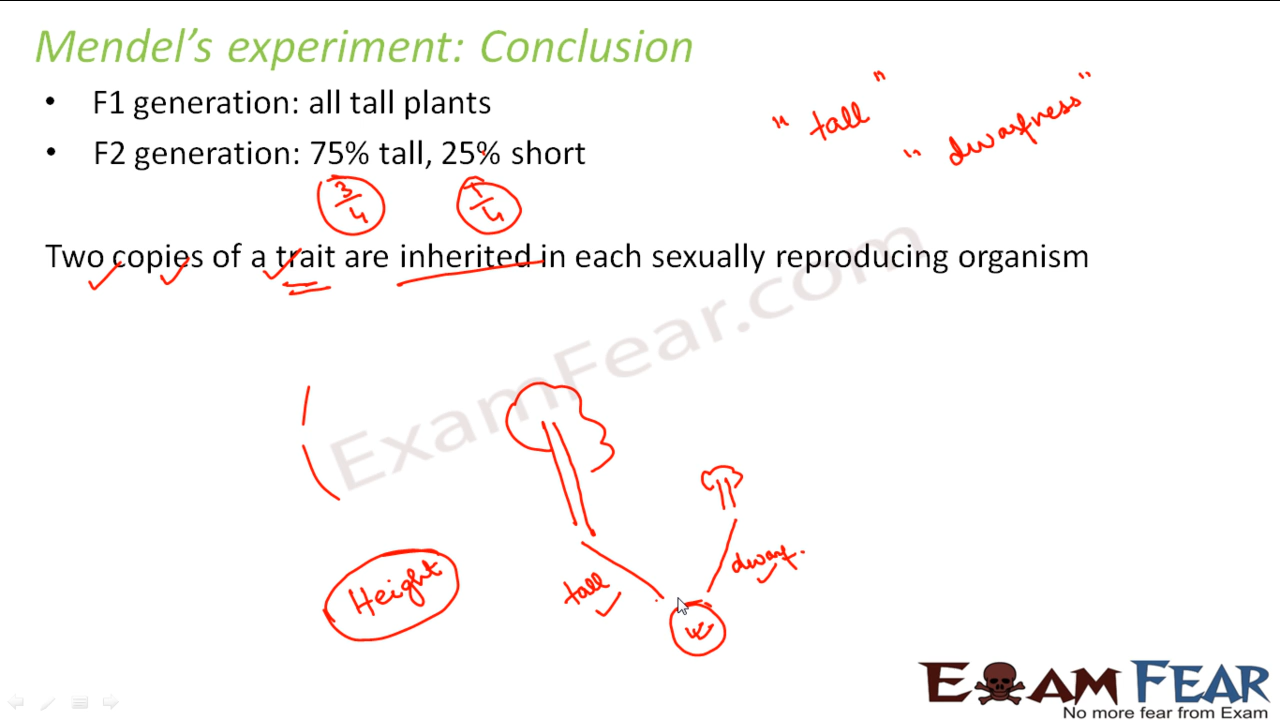 Mendel's experiment: Conclusion
• F1 generation: all tall plants
"tall"
"dwarfness"
• F2 generation: 75% tall, 25% short
3/4
1/4
Two copies of a trait are inherited in each sexually reproducing organism
ExamFear.com
Height
tall
dwarf.
EXAM FEAR
No more fear from Exam